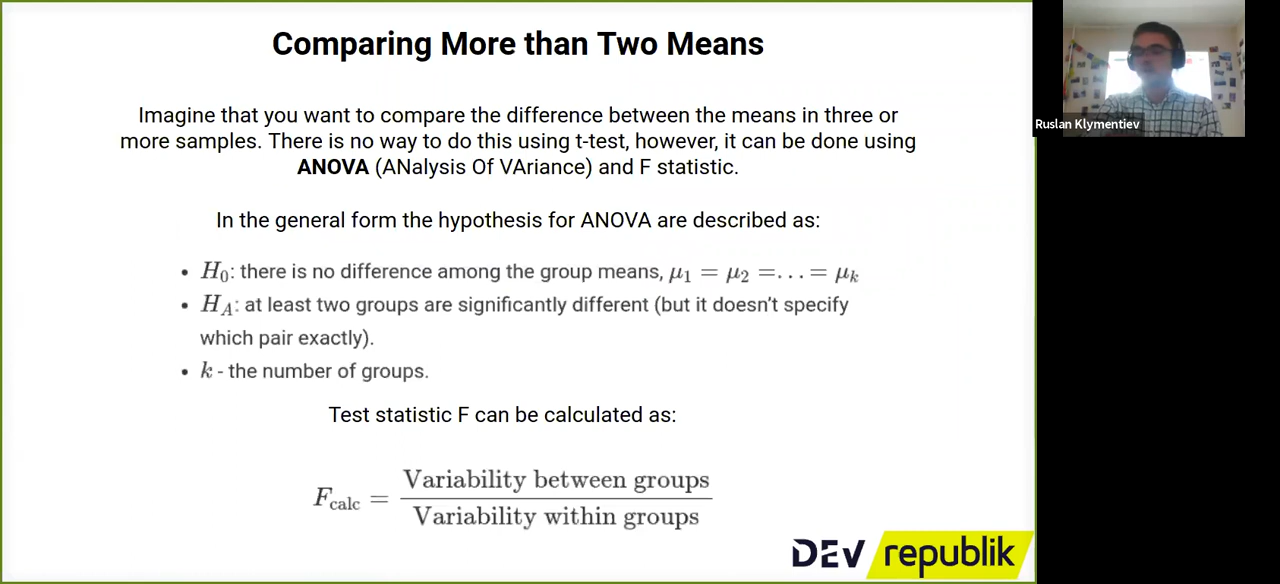 Comparing More than Two Means
Imagine that you want to compare the difference between the means in three or
more samples. There is no way to do this using t-test, however, it can be done using
ANOVA (ANalysis Of VAriance) and F statistic.
In the general form the hypothesis for ANOVA are described as:
• H₀: there is no difference among the group means, μ₁ = μ₂ =. . . = μₖ
• H_A: at least two groups are significantly different (but it doesn’t specify
which pair exactly).
• k - the number of groups.
Test statistic F can be calculated as:
F_calc = Variability between groups
Variability within groups
DEV republik
Ruslan Klymentiev